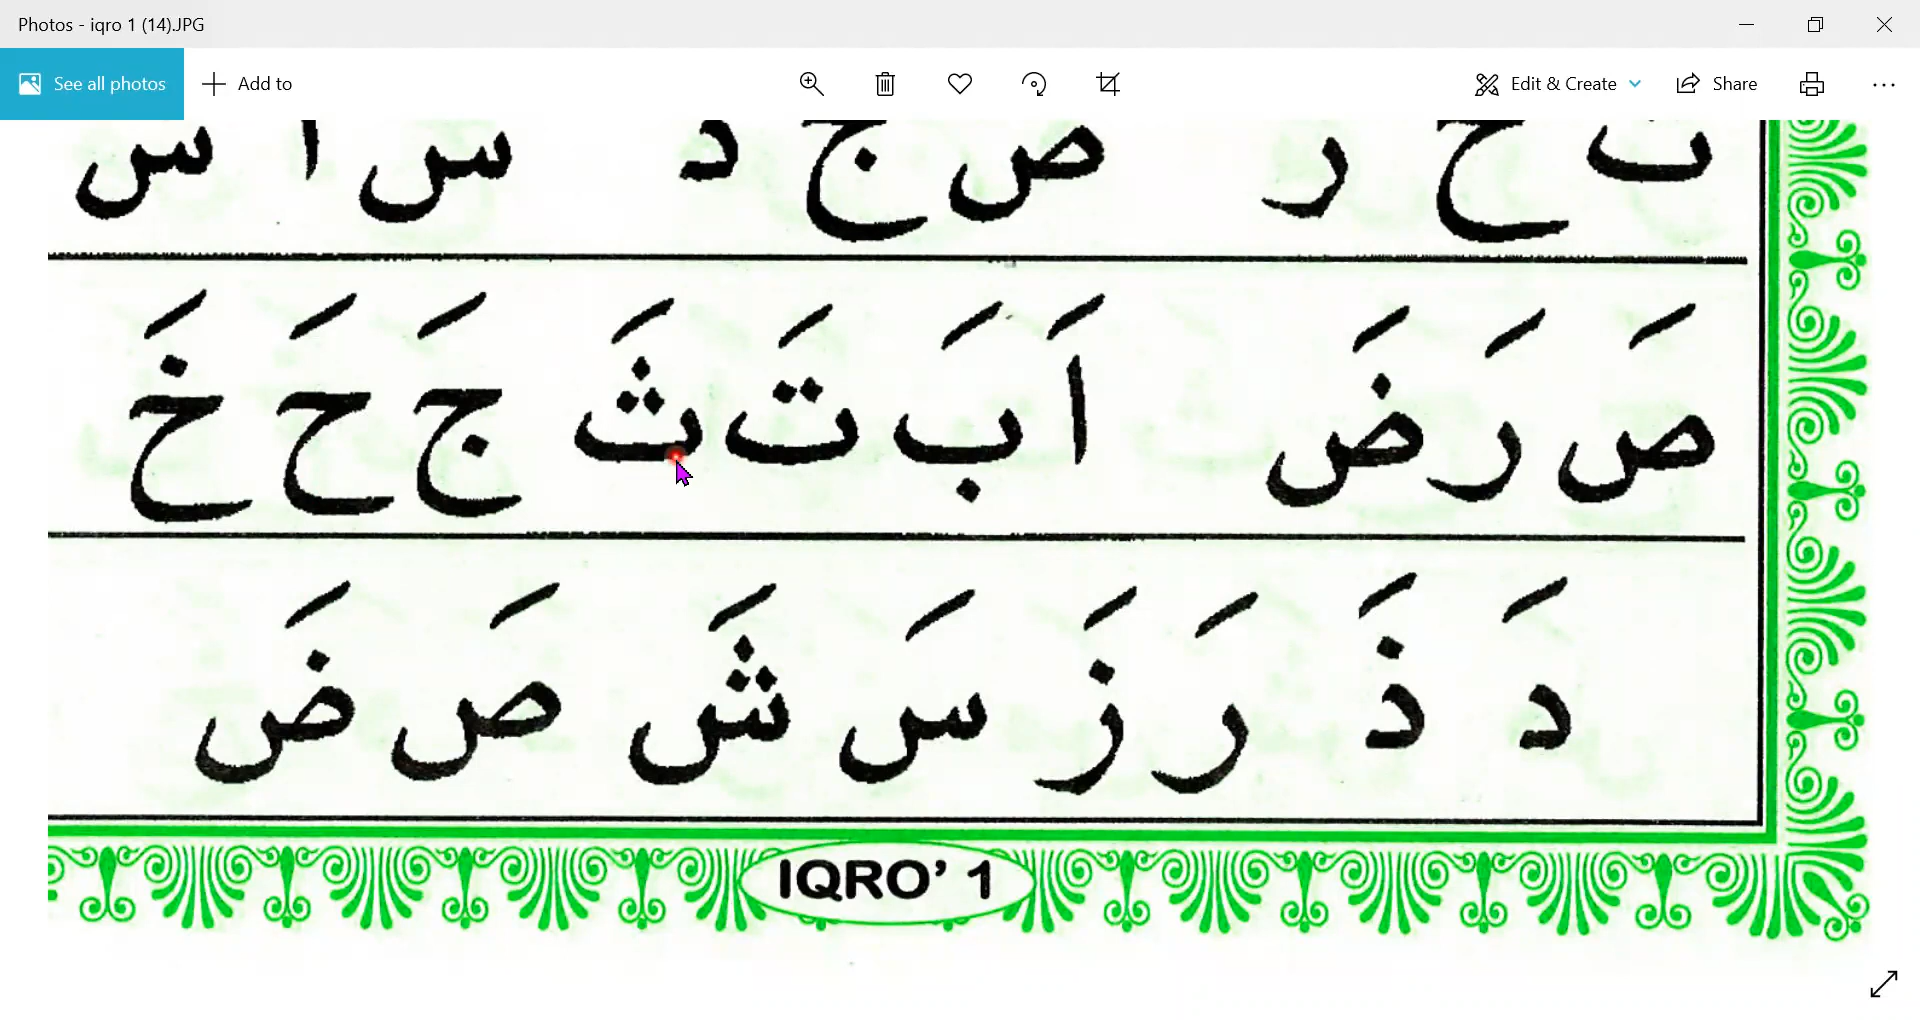 Photos - iqro 1 (14).JPG
See all photos
Add to
Edit & Create
Share
صَ رَ ضَ اَ بَ تَ ثَ جَ حَ خَ
دَ ذَ رَ زَ سَ شَ صَ ضَ
IQRO' 1